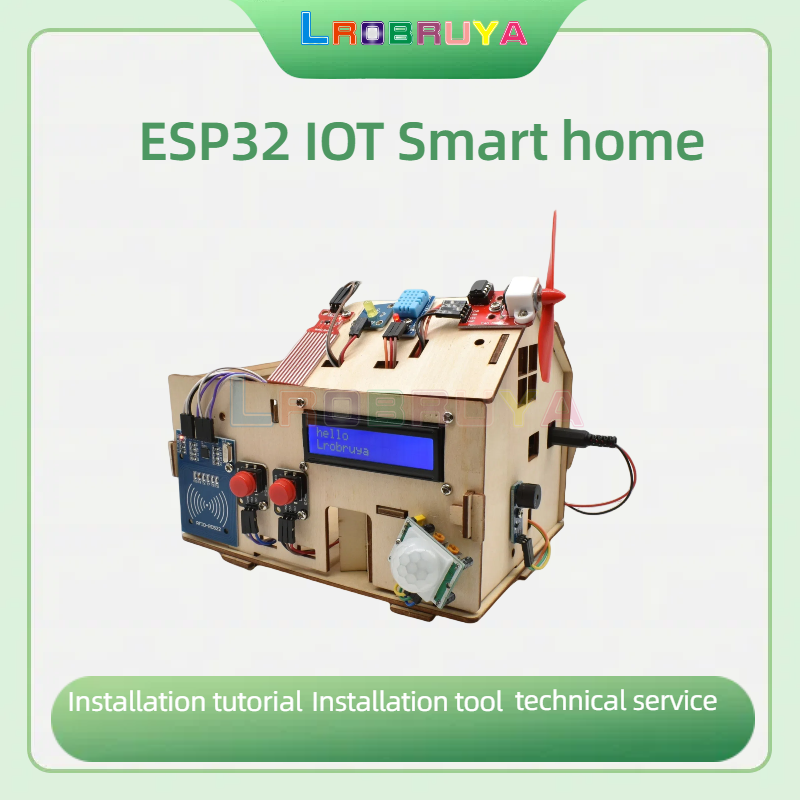 LROBRUYA
ESP32 IOT Smart home
LROBRUYA
hello
Lrobruya
RFID-RC522
Installation tutorial Installation tool technical service